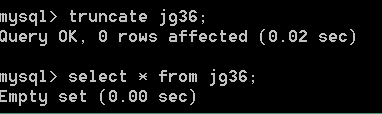 mysql> truncate jg36;
Query OK, 0 rows affected (0.02 sec)
mysql> select * from jg36;
Empty set (0.00 sec)